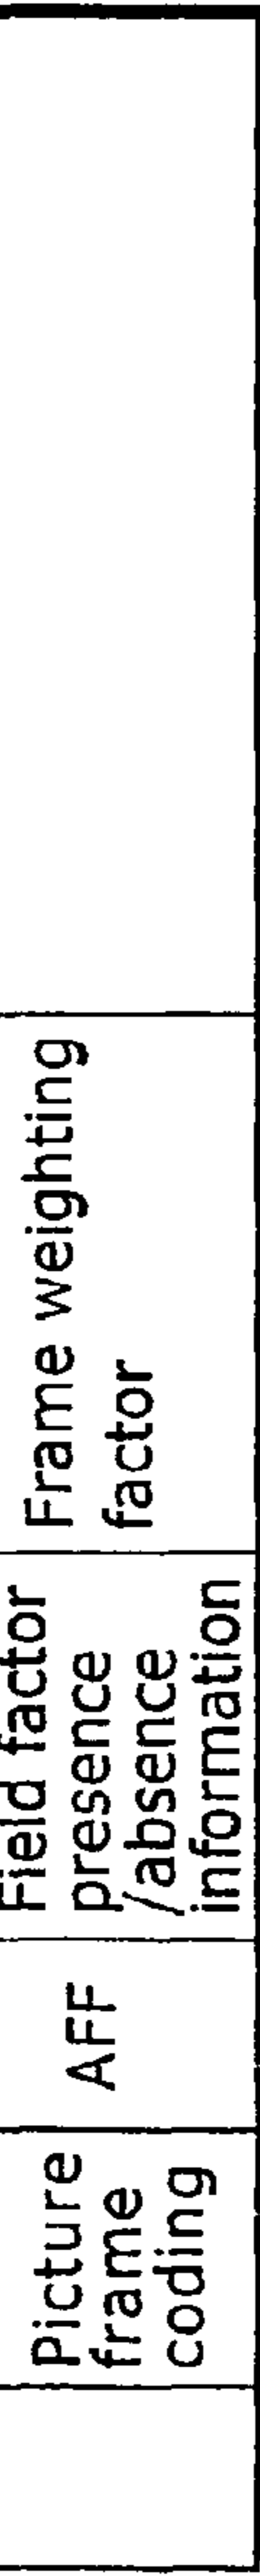 Picture
frame
coding
AFF
Field factor
presence
/absence
information
Frame weighting
factor